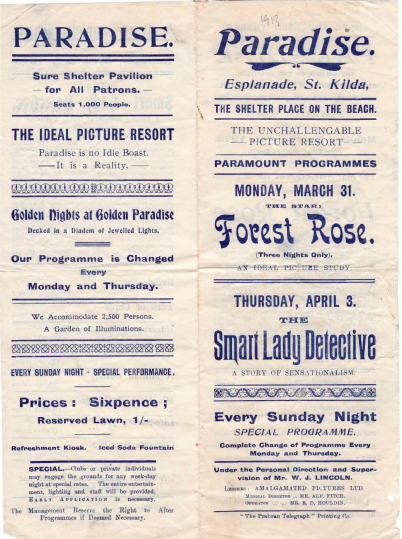 PARADISE.
Sure Shelter Pavilion
— for All Patrons. —
Seats 1,000 People.
THE IDEAL PICTURE RESORT
Paradise is no Idle Boast.
— It is a Reality. —
Golden Nights at Golden Paradise
Decked in a Diadem of Jewelled Lights.
Our Programme is Changed
Every
Monday and Thursday.
We Accommodate 2,500 Persons.
A Garden of Illuminations.
EVERY SUNDAY NIGHT - SPECIAL PERFORMANCE.
Prices: Sixpence;
Reserved Lawn, 1/-
Refreshment Kiosk. Iced Soda Fountain
SPECIAL.—Clubs or private individuals
may engage the grounds for any week-day
night at special rates. The entire entertain-
ment, lighting and staff will be provided.
EARLY APPLICATION is necessary.
The Management Reserve the Right to Alter
Programmes if Deemed Necessary.
1913
Paradise.
Esplanade, St. Kilda,
THE SHELTER PLACE ON THE BEACH.
THE UNCHALLENGABLE
PICTURE RESORT
PARAMOUNT PROGRAMMES
MONDAY, MARCH 31.
THE STAR:
Forest Rose.
(Three Nights Only).
AN IDEAL PICTURE STUDY
THURSDAY, APRIL 3.
THE
Smart Lady Detective
A STORY OF SENSATIONALISM.
Every Sunday Night
SPECIAL PROGRAMME.
Complete Change of Programme Every
Monday and Thursday.
Under the Personal Direction and Super-
vision of Mr. W. J. LINCOLN.
LESSEES: AMALGAMATED PICTURES LTD.
MUSICAL DIRECTOR .. MR. ALF. FITCH.
OPERATOR .. .. MR. R. D. HOULDIN.
"The Prahran Telegraph" Printing Co.